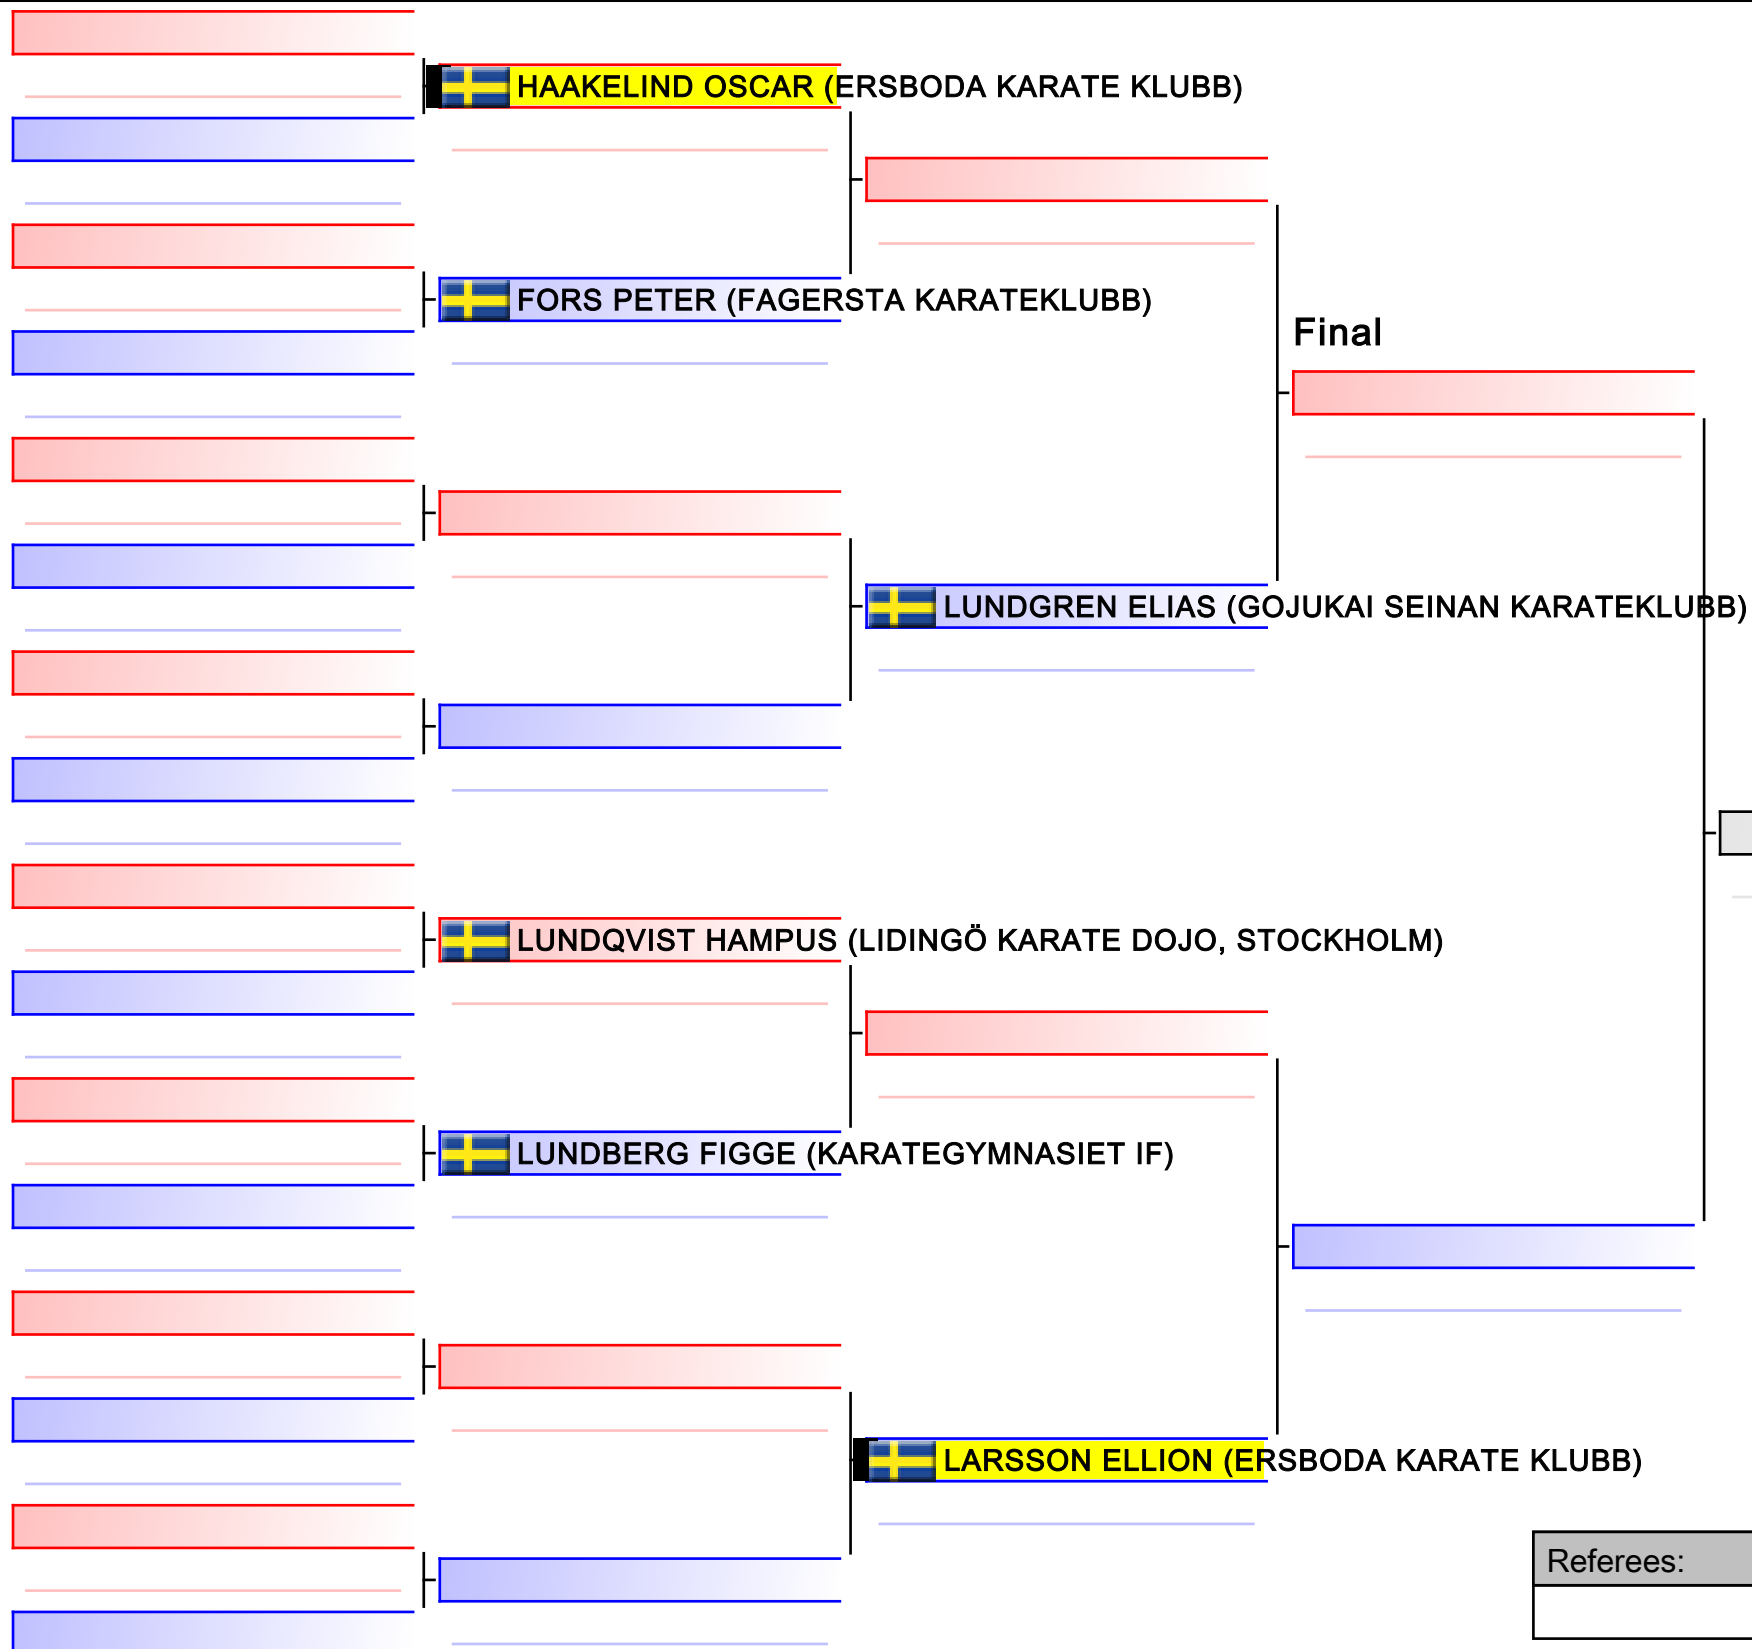 HAAKELIND OSCAR (ERSBODA KARATE KLUBB)
FORS PETER (FAGERSTA KARATEKLUBB)
Final
LUNDGREN ELIAS (GOJUKAI SEINAN KARATEKLUBB)
LUNDQVIST HAMPUS (LIDINGÖ KARATE DOJO, STOCKHOLM)
LUNDBERG FIGGE (KARATEGYMNASIET IF)
LARSSON ELLION (ERSBODA KARATE KLUBB)
Referees: